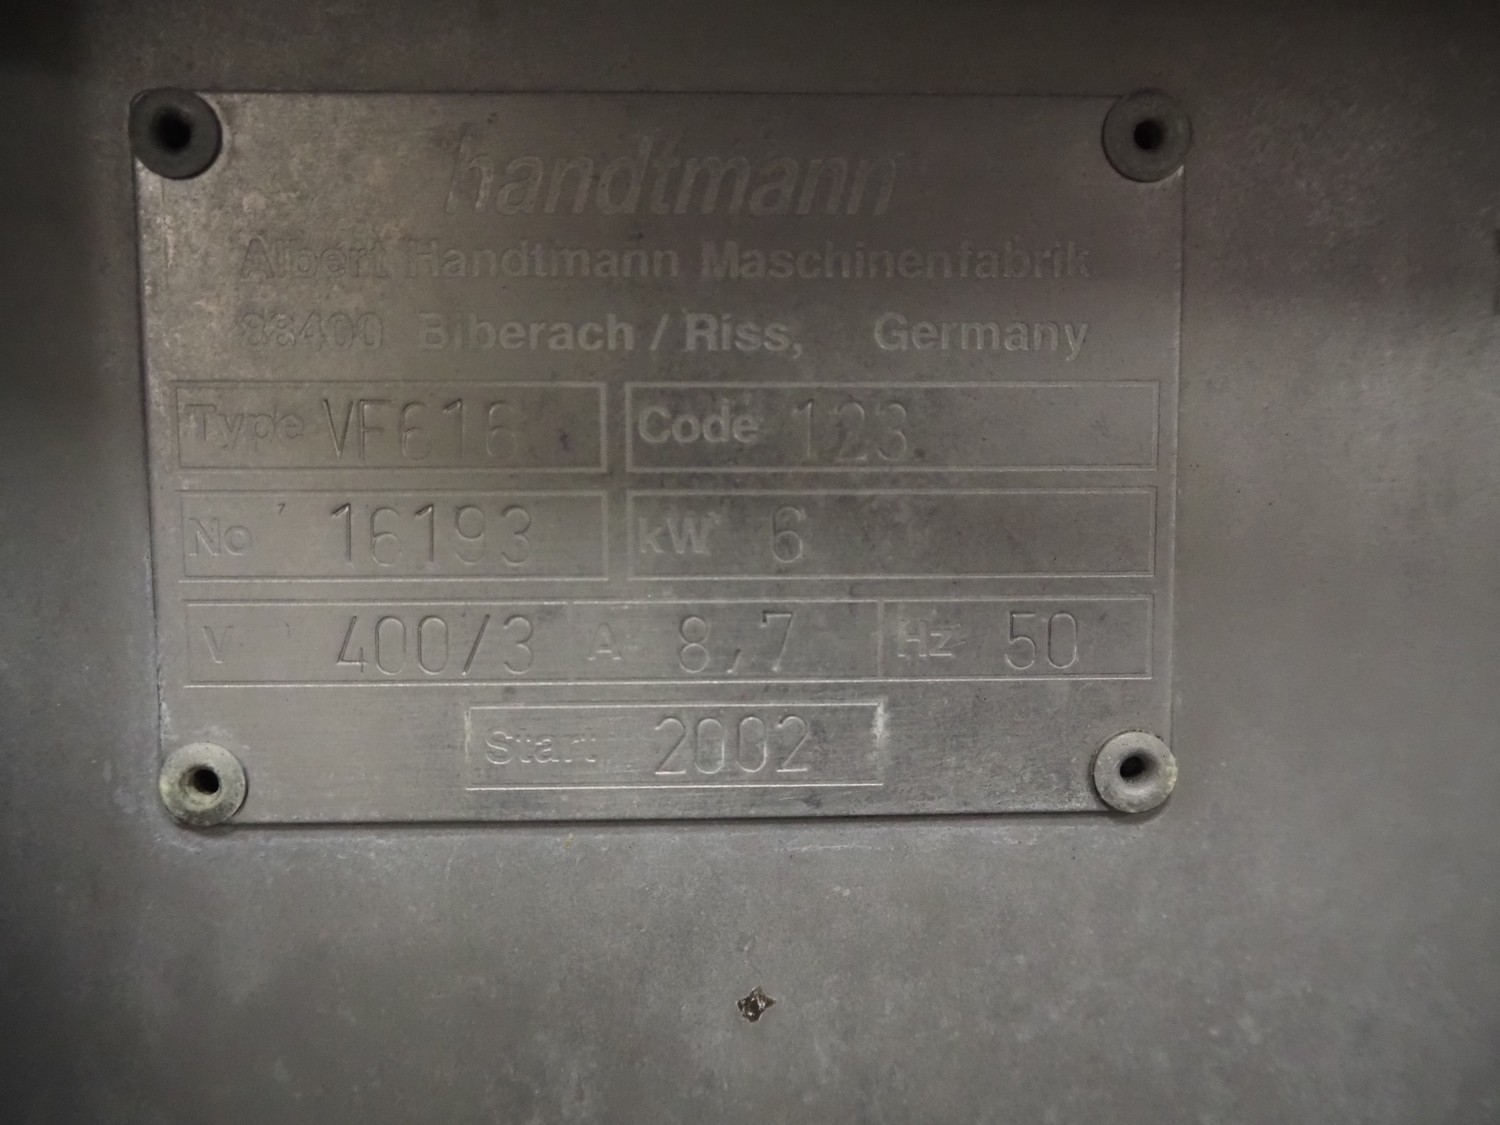 handtmann
Albert Handtmann Maschinenfabrik
88400 Biberach / Riss, Germany
Type VF616 Code 123
No 16193 kW 6
V 400/3 A 8,7 Hz 50
Start 2002